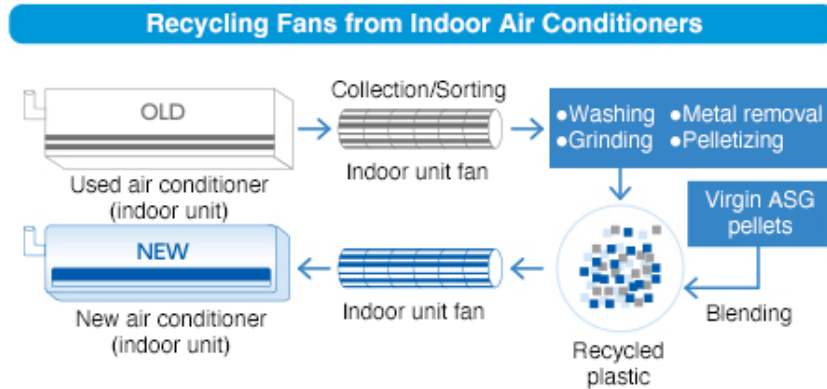 Recycling Fans from Indoor Air Conditioners
OLD
Used air conditioner
(indoor unit)
Collection/Sorting
Indoor unit fan
●Washing ●Metal removal
●Grinding ●Pelletizing
Virgin ASG
pellets
Blending
Recycled
plastic
Indoor unit fan
NEW
New air conditioner
(indoor unit)